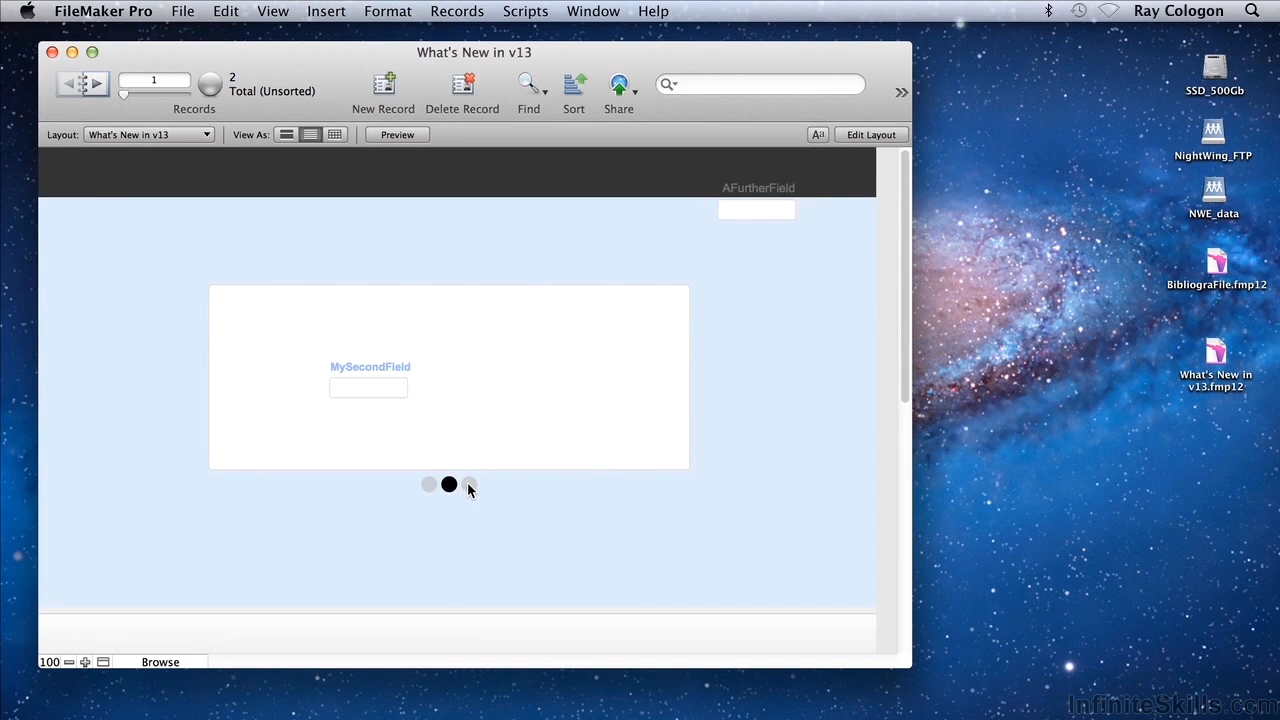 FileMaker Pro File Edit View Insert Format Records Scripts Window Help Ray Cologon
What's New in v13
1
2
Total (Unsorted)
Records
New Record Delete Record Find Sort Share
Layout: What's New in v13 View As: Preview Aa Edit Layout
AFurtherField
MySecondField
100 Browse
SSD_500Gb
NightWing_FTP
NWE_data
BibliograFile.fmp12
What's New in
v13.fmp12
InfiniteSkills.com